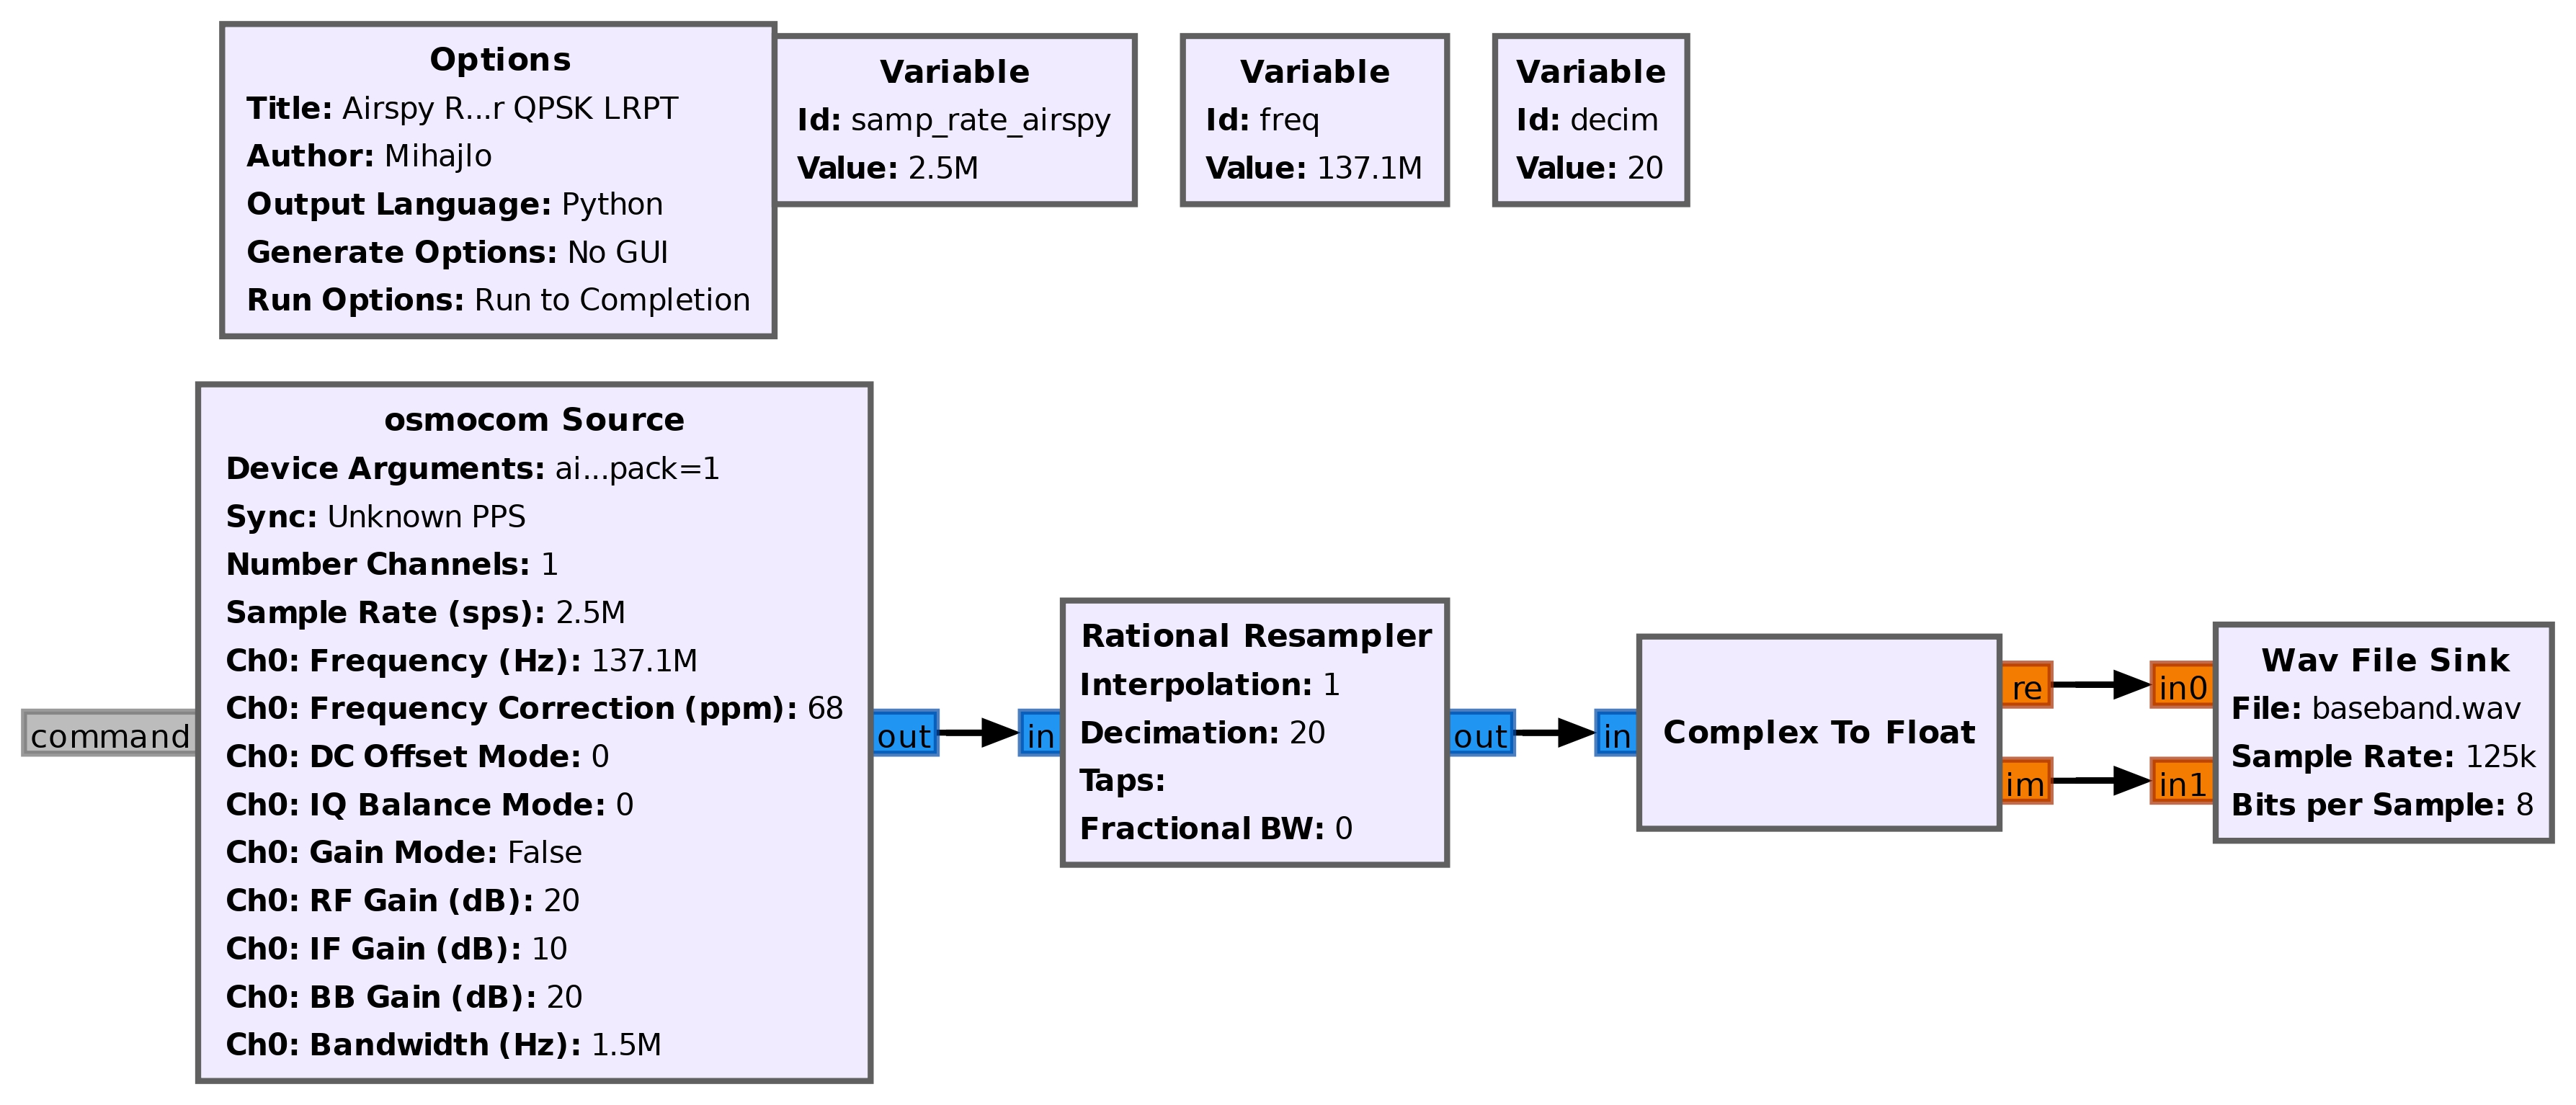 Options
Title: Airspy R...r QPSK LRPT
Author: Mihajlo
Output Language: Python
Generate Options: No GUI
Run Options: Run to Completion
Variable
Id: samp_rate_airspy
Value: 2.5M
Variable
Id: freq
Value: 137.1M
Variable
Id: decim
Value: 20
command
osmocom Source
Device Arguments: ai...pack=1
Sync: Unknown PPS
Number Channels: 1
Sample Rate (sps): 2.5M
Ch0: Frequency (Hz): 137.1M
Ch0: Frequency Correction (ppm): 68
Ch0: DC Offset Mode: 0
Ch0: IQ Balance Mode: 0
Ch0: Gain Mode: False
Ch0: RF Gain (dB): 20
Ch0: IF Gain (dB): 10
Ch0: BB Gain (dB): 20
Ch0: Bandwidth (Hz): 1.5M
out
in
Rational Resampler
Interpolation: 1
Decimation: 20
Taps:
Fractional BW: 0
out
in
Complex To Float
re
im
in0
in1
Wav File Sink
File: baseband.wav
Sample Rate: 125k
Bits per Sample: 8